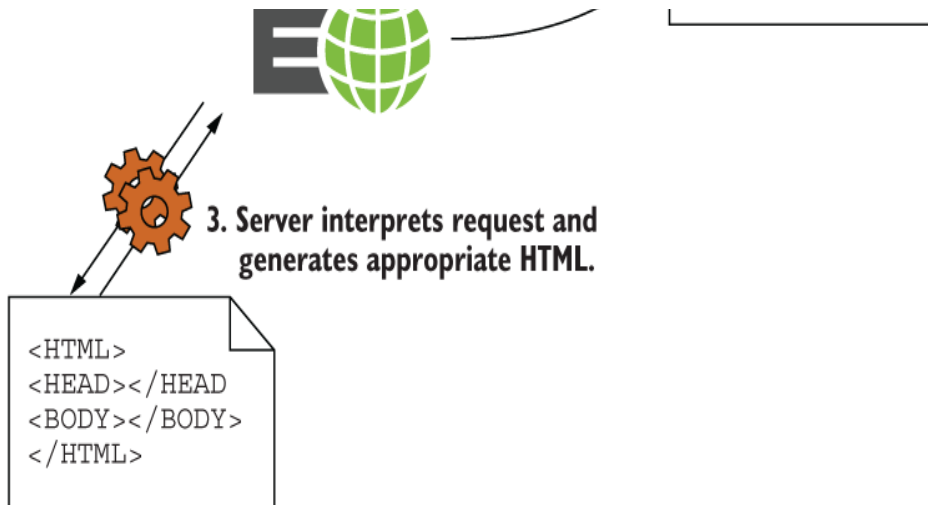 3. Server interprets request and
generates appropriate HTML.
<HTML>
<HEAD></HEAD
<BODY></BODY>
</HTML>